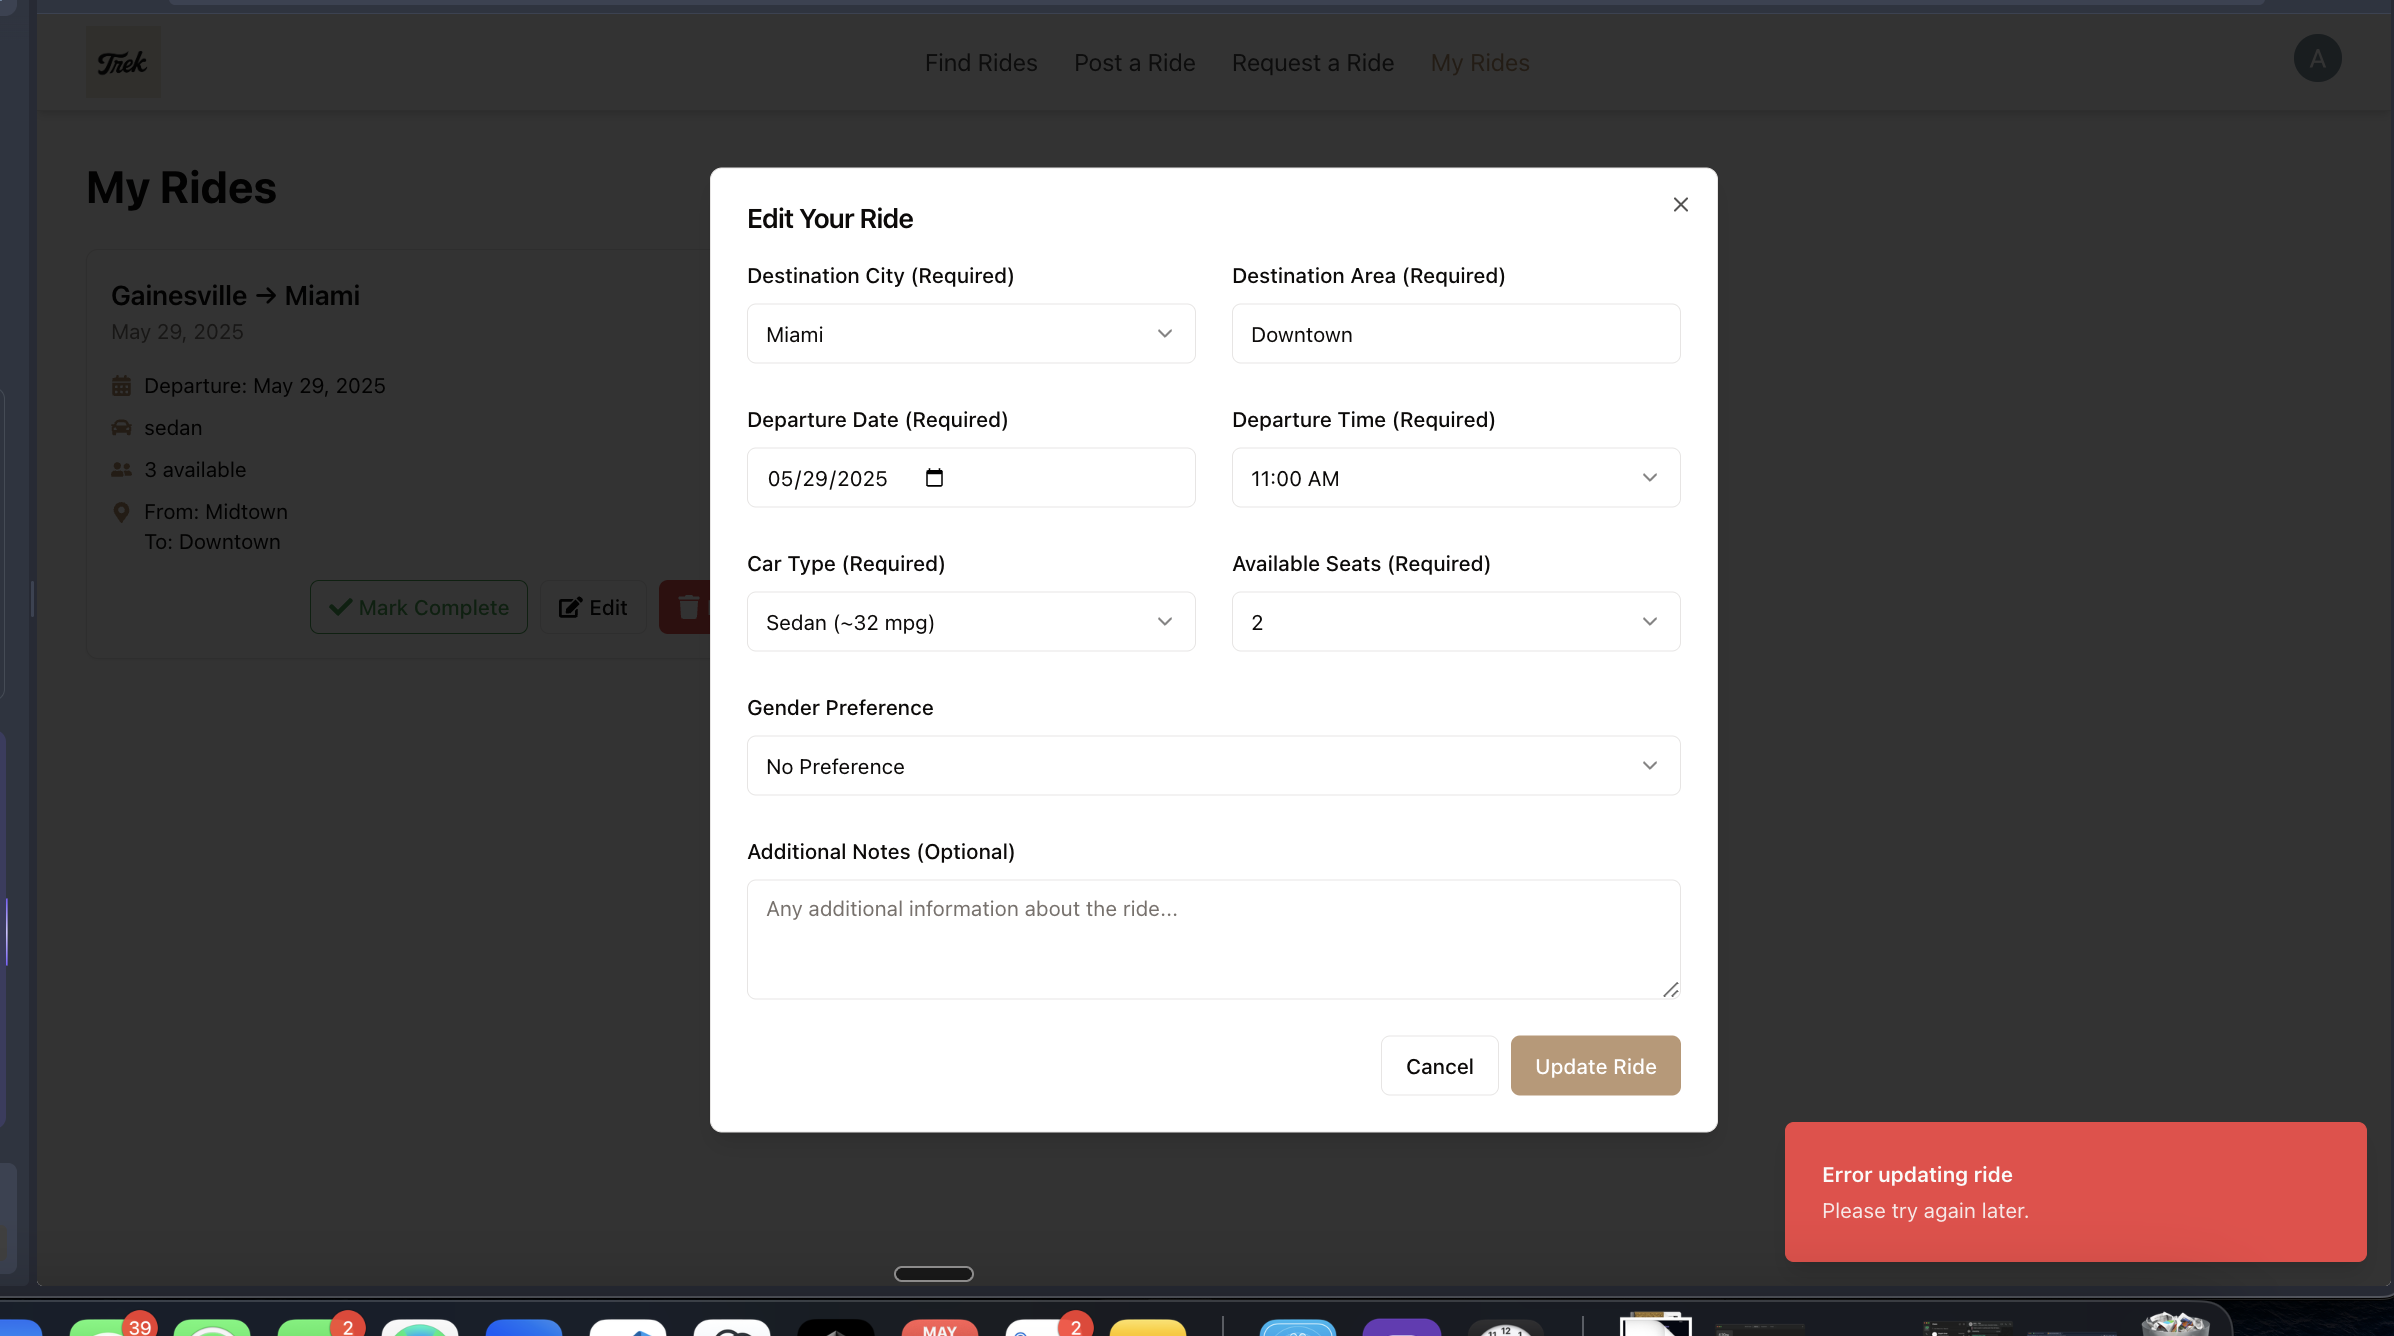 Trek
Find Rides
Post a Ride
Request a Ride
My Rides
A
My Rides
Gainesville → Miami
May 29, 2025
Departure: May 29, 2025
sedan
3 available
From: Midtown
To: Downtown
Mark Complete
Edit
Edit Your Ride
Destination City (Required)
Destination Area (Required)
Miami
Downtown
Departure Date (Required)
Departure Time (Required)
05/29/2025
11:00 AM
Car Type (Required)
Available Seats (Required)
Sedan (~32 mpg)
2
Gender Preference
No Preference
Additional Notes (Optional)
Any additional information about the ride...
Cancel
Update Ride
Error updating ride
Please try again later.
39
2
MAY
2
11 12 1